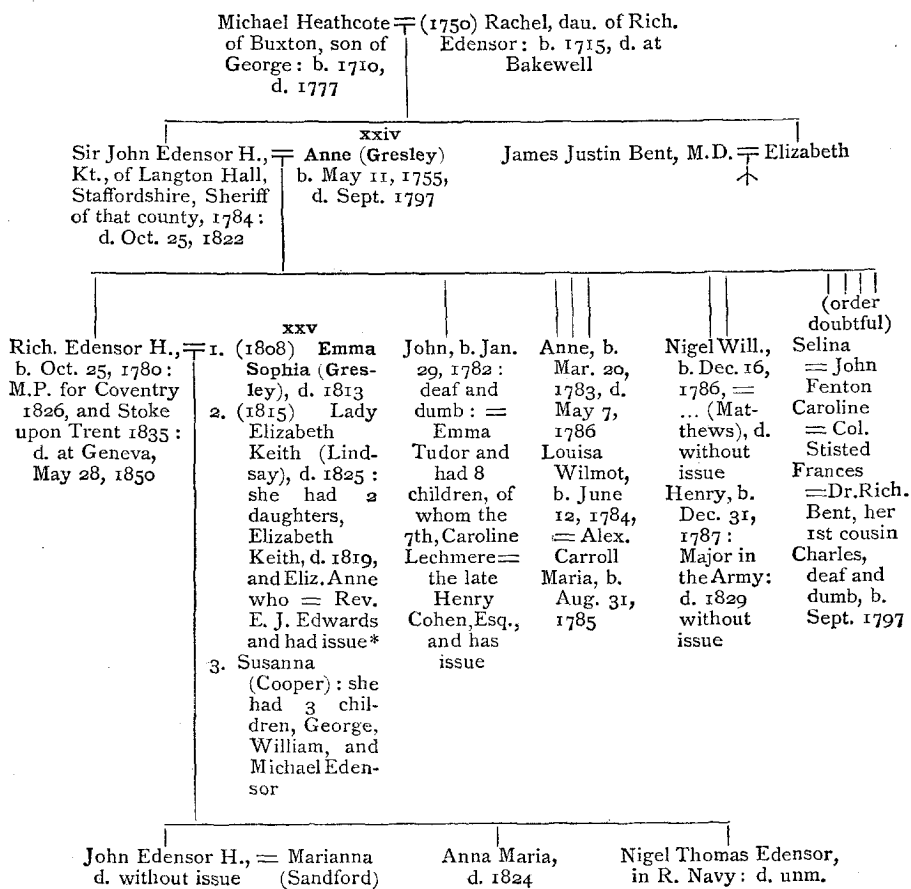 Michael Heathcote = (1750) Rachel, dau. of Rich.
of Buxton, son of Edensor: b. 1715, d. at
George: b. 1710, Bakewell
d. 1777
xxiv
Sir John Edensor H., = Anne (Gresley)
Kt., of Langton Hall, b. May 11, 1755,
Staffordshire, Sheriff d. Sept. 1797
of that county, 1784:
d. Oct. 25, 1822
James Justin Bent, M.D. = Elizabeth
Rich. Edensor H., =
b. Oct. 25, 1780:
M.P. for Coventry
1826, and Stoke
upon Trent 1835:
d. at Geneva,
May 28, 1850
xxv
1. (1808) Emma
Sophia (Gres-
ley), d. 1813
2. (1815) Lady
Elizabeth
Keith (Lind-
say), d. 1825:
she had 2
daughters,
Elizabeth
Keith, d. 1819,
and Eliz. Anne
who = Rev.
E. J. Edwards
and had issue*
3. Susanna
(Cooper): she
had 3 chil-
dren, George,
William, and
Michael Eden-
sor
John, b. Jan.
29, 1782:
deaf and
dumb: =
Emma
Tudor and
had 8
children, of
whom the
7th, Caroline
Lechmere =
the late
Henry
Cohen, Esq.,
and has
issue
Anne, b.
Mar. 20,
1783, d.
May 7,
1786
Louisa
Wilmot,
b. June
12, 1784,
= Alex.
Carroll
Maria, b.
Aug. 31,
1785
Nigel Will.,
b. Dec. 16,
1786, =
... (Mat-
thews), d.
without
issue
Henry, b.
Dec. 31,
1787:
Major in
the Army:
d. 1829
without
issue
(order
doubtful)
Selina
= John
Fenton
Caroline
= Col.
Stisted
Frances
= Dr. Rich.
Bent, her
1st cousin
Charles,
deaf and
dumb, b.
Sept. 1797
John Edensor H., = Marianna
d. without issue (Sandford)
Anna Maria,
d. 1824
Nigel Thomas Edensor,
in R. Navy: d. unm.